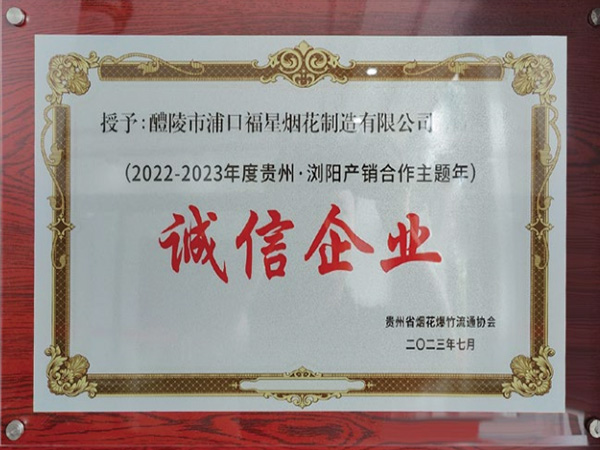 授予:醴陵市浦口福星烟花制造有限公司
(2022-2023年度贵州·浏阳产销合作主题年)
诚信企业
贵州省烟花爆竹流通协会
二〇二三年七月